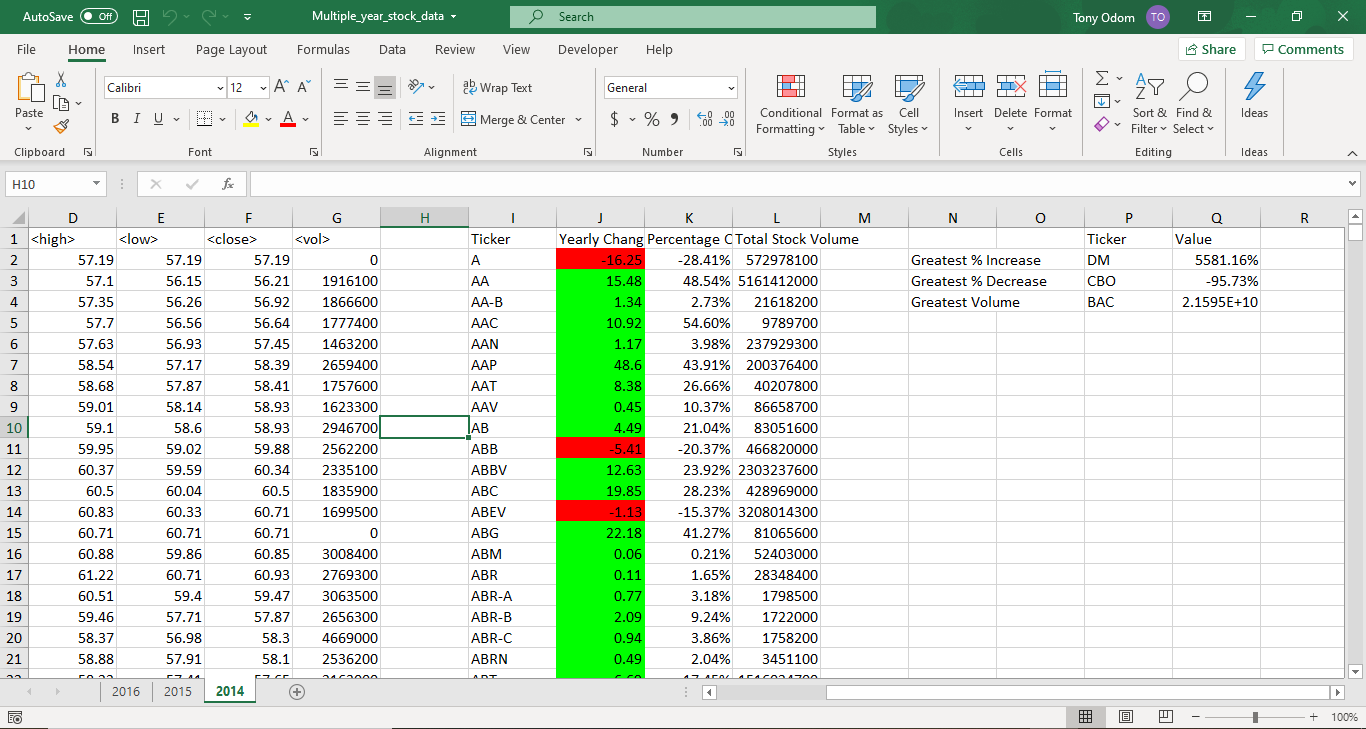 AutoSave Off Multiple_year_stock_data Search Tony Odom TO
File Home Insert Page Layout Formulas Data Review View Developer Help Share Comments
Calibri 12 Wrap Text General
Paste B I U Merge & Center $ % Conditional Formatting Format as Table Cell Styles Insert Delete Format Sort & Filter Find & Select Ideas
Clipboard Font Alignment Number Styles Cells Editing Ideas
H10 fx
D E F G H I J K L M N O P Q R
1 <high> <low> <close> <vol> Ticker Yearly Chang Percentage C Total Stock Volume Ticker Value
2 57.19 57.19 57.19 0 A -16.25 -28.41% 572978100 Greatest % Increase DM 5581.16%
3 57.1 56.15 56.21 1916100 AA 15.48 48.54% 5161412000 Greatest % Decrease CBO -95.73%
4 57.35 56.26 56.92 1866600 AA-B 1.34 2.73% 21618200 Greatest Volume BAC 2.1595E+10
5 57.7 56.56 56.64 1777400 AAC 10.92 54.60% 9789700
6 57.63 56.93 57.45 1463200 AAN 1.17 3.98% 237929300
7 58.54 57.17 58.39 2659400 AAP 48.6 43.91% 200376400
8 58.68 57.87 58.41 1757600 AAT 8.38 26.66% 40207800
9 59.01 58.14 58.93 1623300 AAV 0.45 10.37% 86658700
10 59.1 58.6 58.93 2946700 AB 4.49 21.04% 83051600
11 59.95 59.02 59.88 2562200 ABB -5.41 -20.37% 466820000
12 60.37 59.59 60.34 2335100 ABBV 12.63 23.92% 2303237600
13 60.5 60.04 60.5 1835900 ABC 19.85 28.23% 428969000
14 60.83 60.33 60.71 1699500 ABEV -1.13 -15.37% 3208014300
15 60.71 60.71 60.71 0 ABG 22.18 41.27% 81065600
16 60.88 59.86 60.85 3008400 ABM 0.06 0.21% 52403000
17 61.22 60.71 60.93 2769300 ABR 0.11 1.65% 28348400
18 60.51 59.4 59.47 3063500 ABR-A 0.77 3.18% 1798500
19 59.46 57.71 57.87 2656300 ABR-B 2.09 9.24% 1722000
20 58.37 56.98 58.3 4669000 ABR-C 0.94 3.86% 1758200
21 58.88 57.91 58.1 2536200 ABRN 0.49 2.04% 3451100
2016 2015 2014
100%